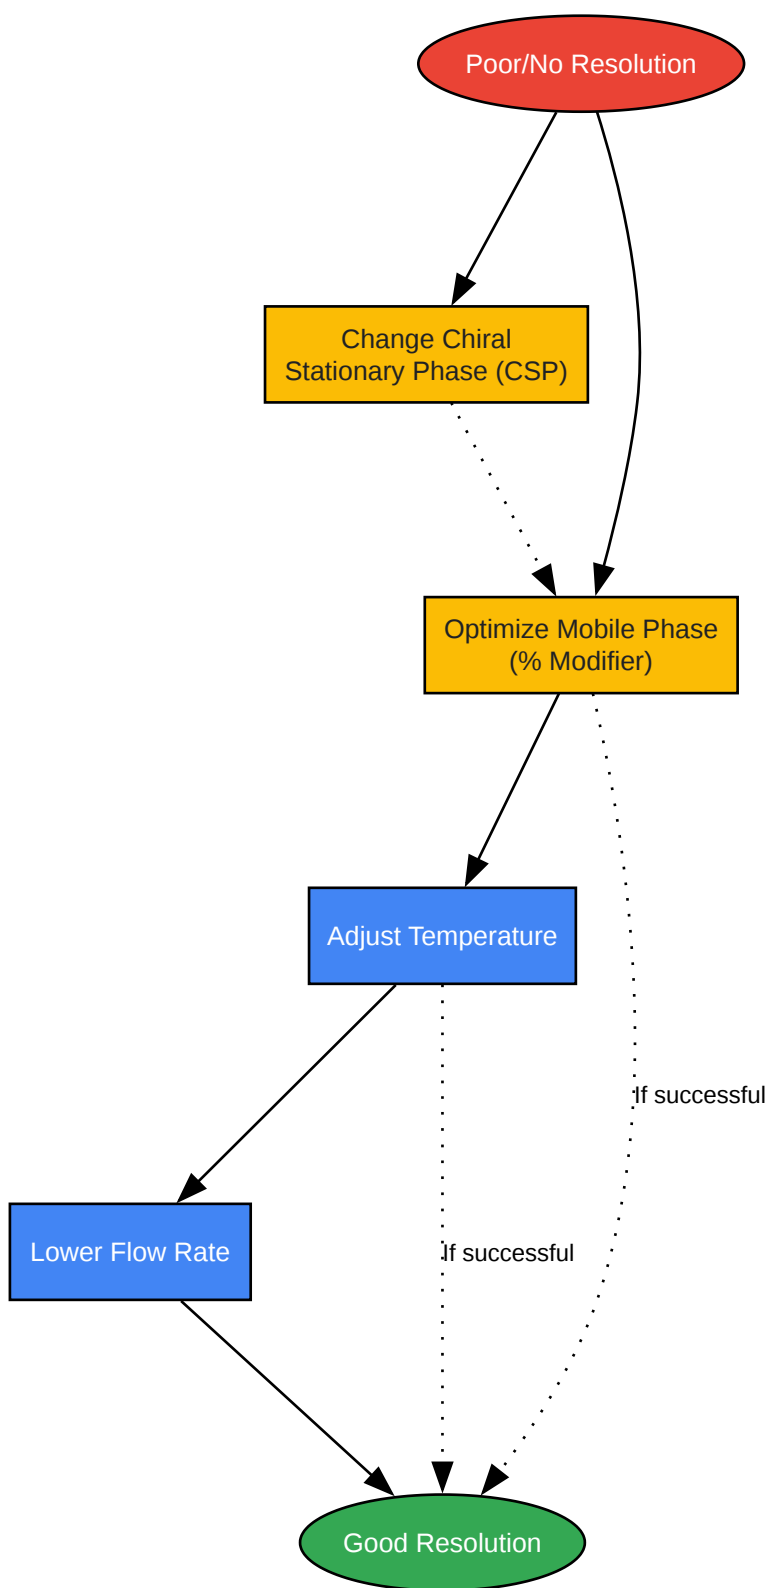 Poor/No Resolution
Change Chiral
Stationary Phase (CSP)
Optimize Mobile Phase
(% Modifier)
Adjust Temperature
If successful
Lower Flow Rate
If successful
Good Resolution